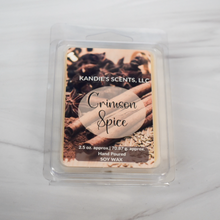 KANDIE'S SCENTS, LLC
Crimson
Spice
2.5 oz. approx | 70.87 g. approx
Hand Poured
SOY WAX